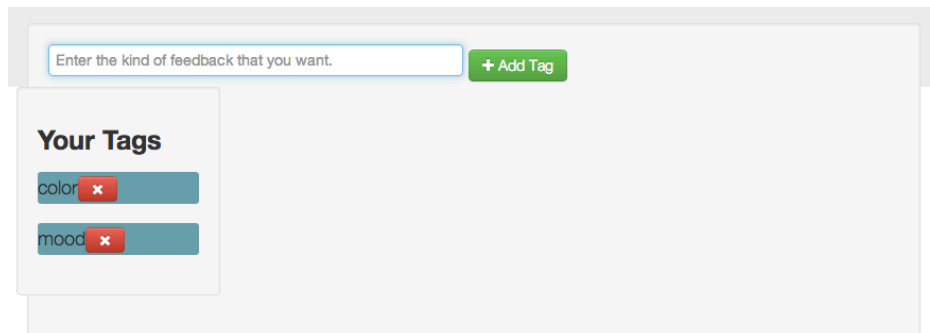 Enter the kind of feedback that you want.
+ Add Tag
Your Tags
color ×
mood ×